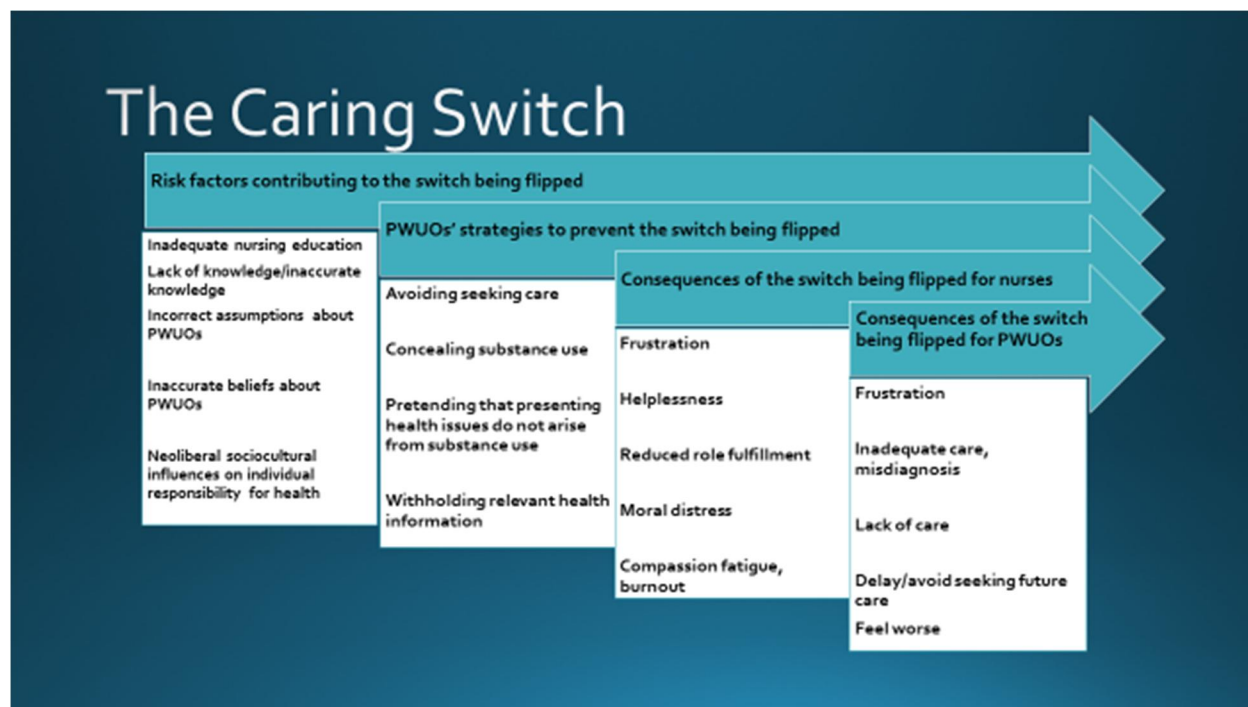 The Caring Switch
Risk factors contributing to the switch being flipped
Inadequate nursing education
Lack of knowledge/inaccurate
knowledge
Incorrect assumptions about
PWUOs
Inaccurate beliefs about
PWUOs
Neoliberal sociocultural
influences on individual
responsibility for health
PWUOs' strategies to prevent the switch being flipped
Avoiding seeking care
Concealing substance use
Pretending that presenting
health issues do not arise
from substance use
Withholding relevant health
information
Consequences of the switch being flipped for nurses
Frustration
Helplessness
Reduced role fulfillment
Moral distress
Compassion fatigue,
burnout
Consequences of the switch
being flipped for PWUOs
Frustration
Inadequate care,
misdiagnosis
Lack of care
Delay/avoid seeking future
care
Feel worse